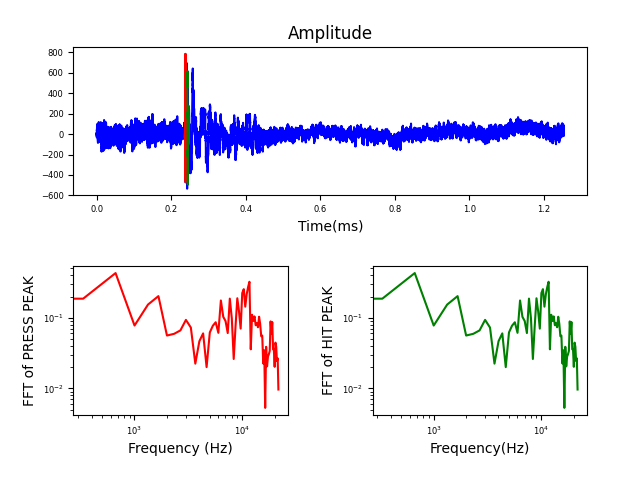 Amplitude
800
600
400
200
0
−200
−400
−600
0.0 0.2 0.4 0.6 0.8 1.0 1.2
Time(ms)
FFT of PRESS PEAK
10⁻¹
10⁻²
10³ 10⁴
Frequency (Hz)
FFT of HIT PEAK
10⁻¹
10⁻²
10³ 10⁴
Frequency(Hz)